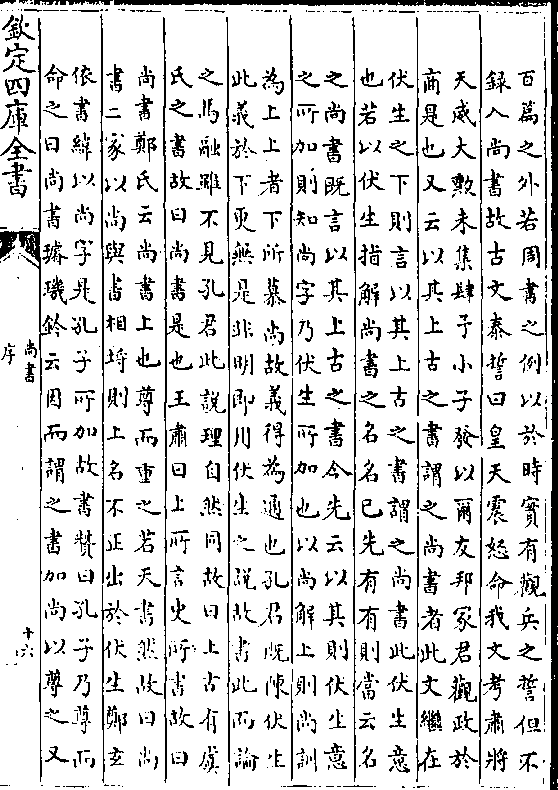 百篇之外若周書之例以於時實有觀兵之誓但不
録入尚書故古文泰誓曰皇天震怒命我文考肅將
天威大勲未集肆予小子發以爾友邦冢君觀政於
商是也又云以其上古之書謂之尚書者此文繼在
伏生之下則言以其上古之書謂之尚書此伏生意
也若以伏生指解尚書之名名已先有有則當云名
之尚書既言以其上古之書今先云以其則伏生意
之所加則知尚字乃伏生所加也以尚解上則尚訓
為上上者下所慕尚故義得為通也孔君既陳伏生
此義於下更無是非明即用伏生之説故書此而論
之馬融雖不見孔君此說理自然同故曰上古有虞
氏之書故曰尚書是也王肅曰上所言史所書故曰
尚書鄭氏云尚書上也尊而重之若天書然故曰尚
書二家以尚與書相埓則上名不正出於伏生鄭玄
依書緯以尚字是孔子所加故書贊曰孔子乃尊而
命之曰尚書璿璣鈐云因而謂之書加尚以尊之又
欽定四庫全書
尚書
序
十六